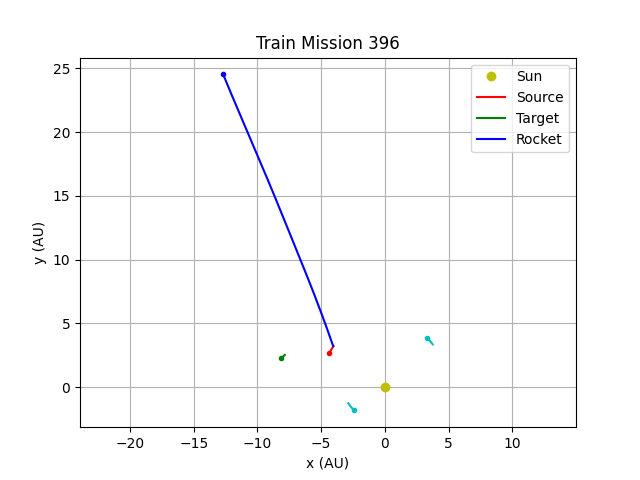 Train Mission 396
25
20
15
10
5
0
y (AU)
−20
−15
−10
−5
0
5
10
x (AU)
Sun
Source
Target
Rocket